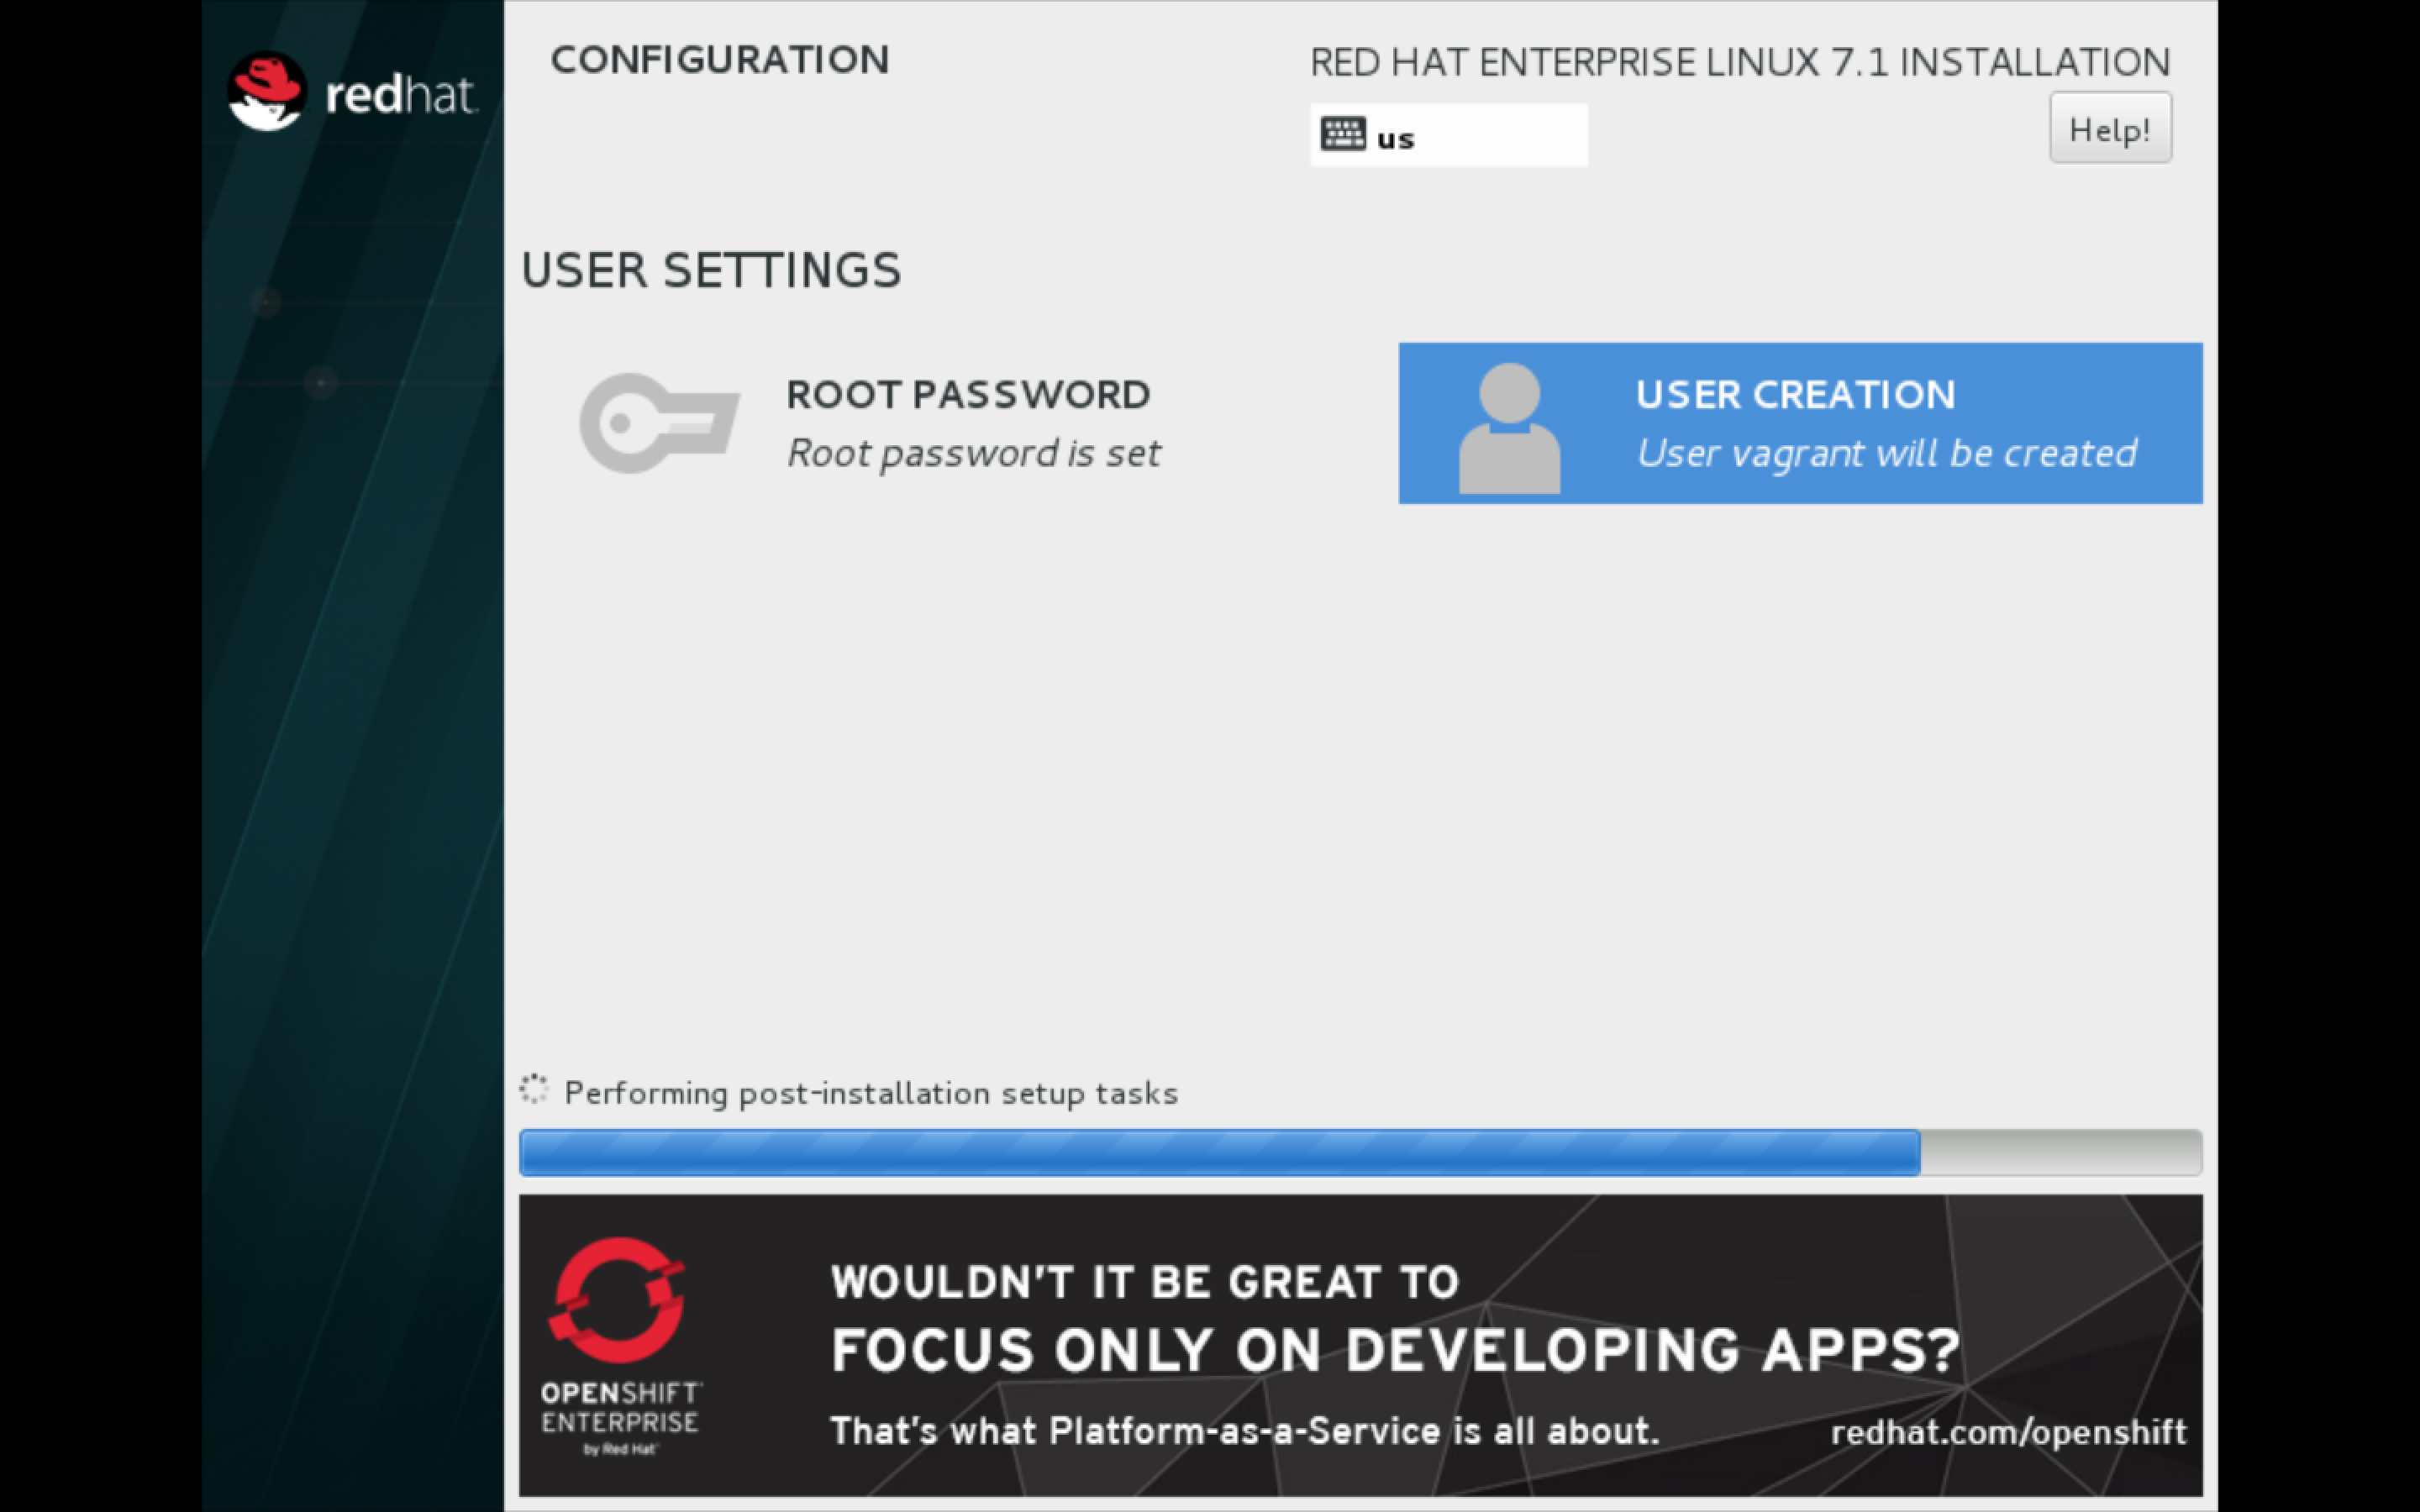 redhat.
CONFIGURATION
RED HAT ENTERPRISE LINUX 7.1 INSTALLATION
us
Help!
USER SETTINGS
ROOT PASSWORD
Root password is set
USER CREATION
User vagrant will be created
Performing post-installation setup tasks
WOULDN'T IT BE GREAT TO
FOCUS ONLY ON DEVELOPING APPS?
That's what Platform-as-a-Service is all about.
redhat.com/openshift
OPENSHIFT
ENTERPRISE
by Red Hat